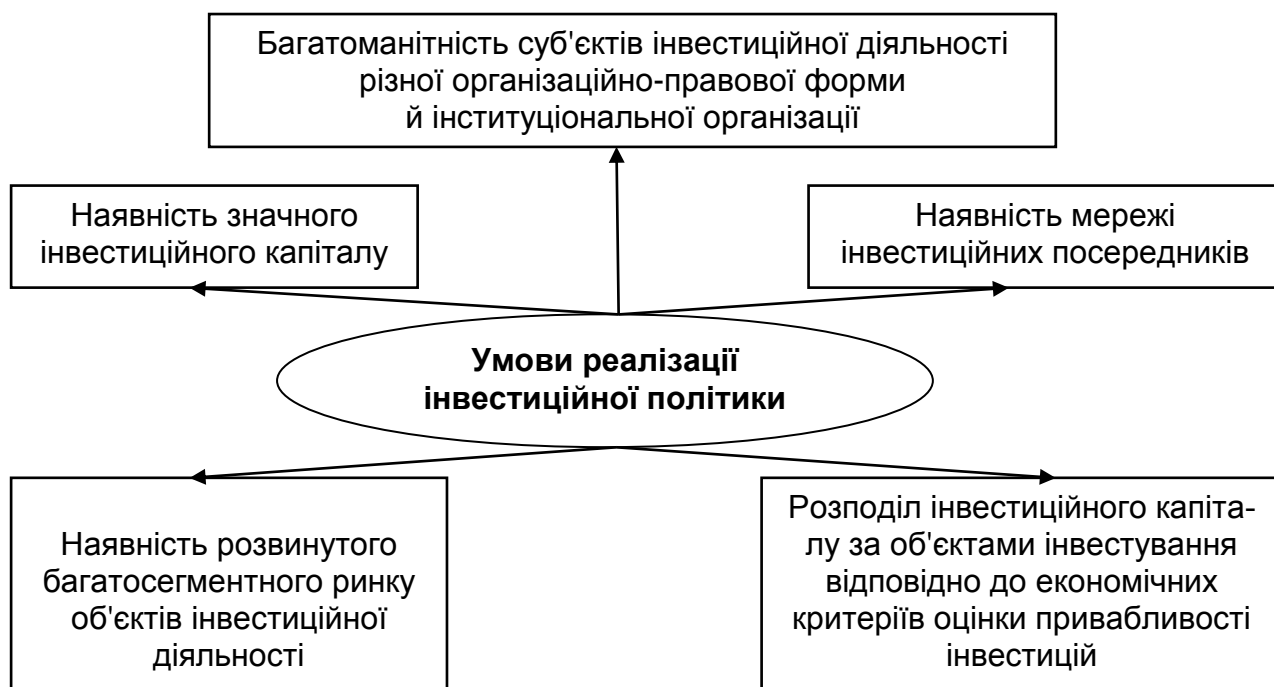 Багатоманітність суб'єктів інвестиційної діяльності
різної організаційно-правової форми
й інституціональної організації
Наявність значного
інвестиційного капіталу
Наявність мережі
інвестиційних посередників
Умови реалізації
інвестиційної політики
Наявність розвинутого
багатосегментного ринку
об'єктів інвестиційної
діяльності
Розподіл інвестиційного капіта-
лу за об'єктами інвестування
відповідно до економічних
критеріїв оцінки привабливості
інвестицій